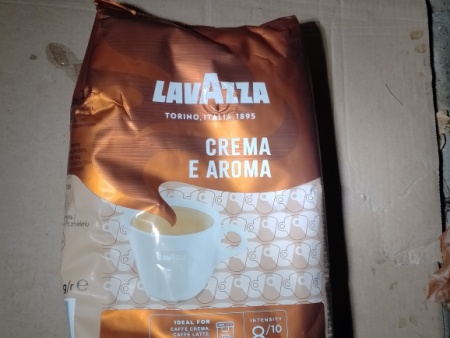 LAVAZZA
TORINO, ITALIA, 1895
CREMA
E AROMA
g/r ℮
IDEAL FOR
CAFFÈ CREMA,
CAFFÈ LATTE,
INTENSITY
8/10